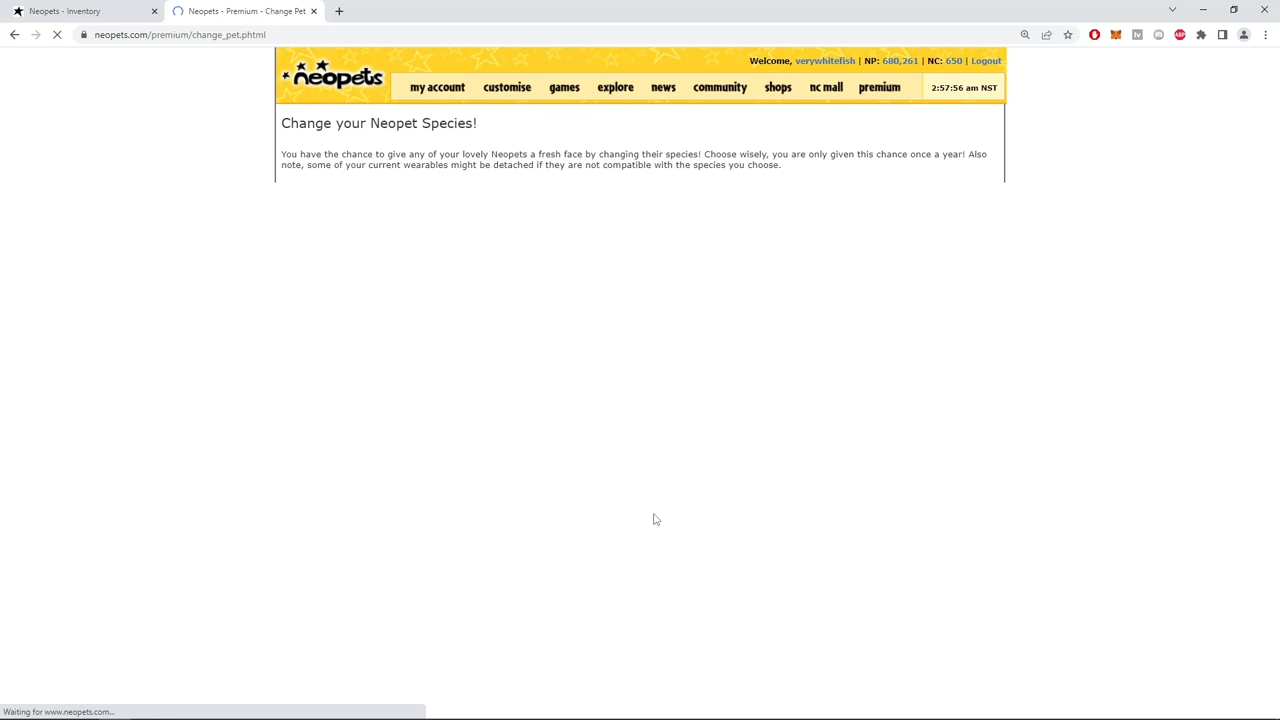 Neopets - Inventory
Neopets - Premium - Change Pet
neopets.com/premium/change_pet.phtml
neopets
Welcome, verywhitefish | NP: 680,261 | NC: 650 | Logout
my account customise games explore news community shops nc mall premium 2:57:56 am NST
Change your Neopet Species!
You have the chance to give any of your lovely Neopets a fresh face by changing their species! Choose wisely, you are only given this chance once a year! Also
note, some of your current wearables might be detached if they are not compatible with the species you choose.
Waiting for www.neopets.com...